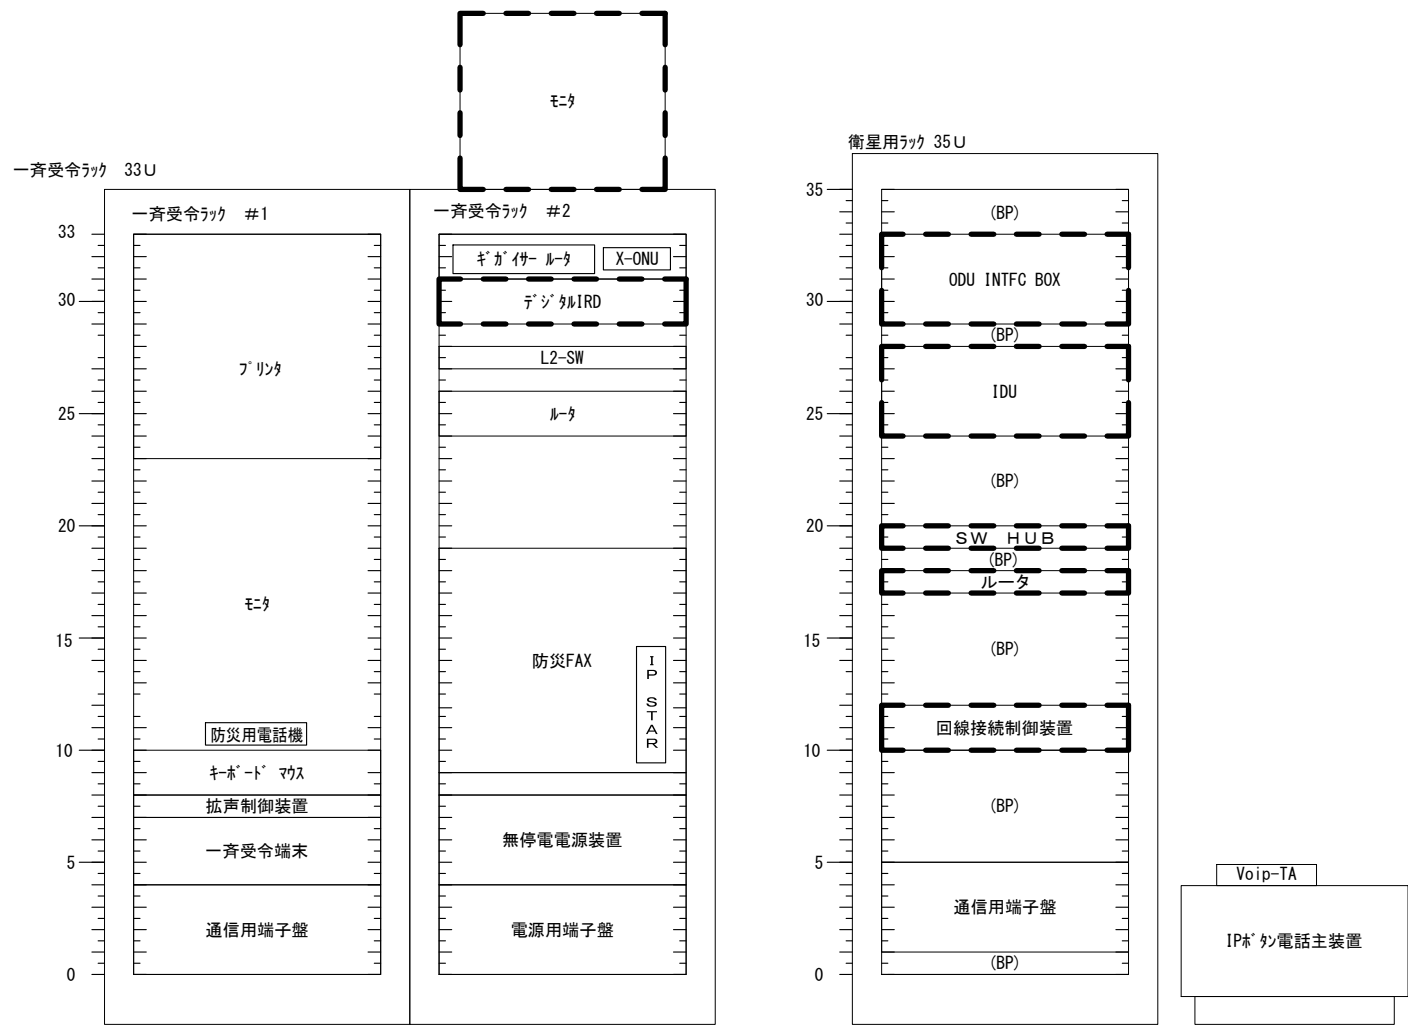 ﾓﾆﾀ
一斉受令ﾗｯｸ 33U
一斉受令ﾗｯｸ #1
33
30
25
20
15
10
5
0
ﾌﾟﾘﾝﾀ
ﾓﾆﾀ
防災用電話機
ｷｰﾎﾞｰﾄﾞ ﾏｳｽ
拡声制御装置
一斉受令端末
通信用端子盤
一斉受令ﾗｯｸ #2
ｷﾞｶﾞｲｻｰ ﾙｰﾀ
X-ONU
ﾃﾞｼﾞﾀﾙIRD
L2-SW
ﾙｰﾀ
防災FAX
IP STAR
無停電電源装置
電源用端子盤
衛星用ﾗｯｸ 35U
35
30
25
20
15
10
5
0
(BP)
ODU INTFC BOX
(BP)
IDU
(BP)
ＳＷ ＨＵＢ
(BP)
ルータ
(BP)
回線接続制御装置
(BP)
通信用端子盤
(BP)
Voip-TA
IPﾎﾞﾀﾝ電話主装置